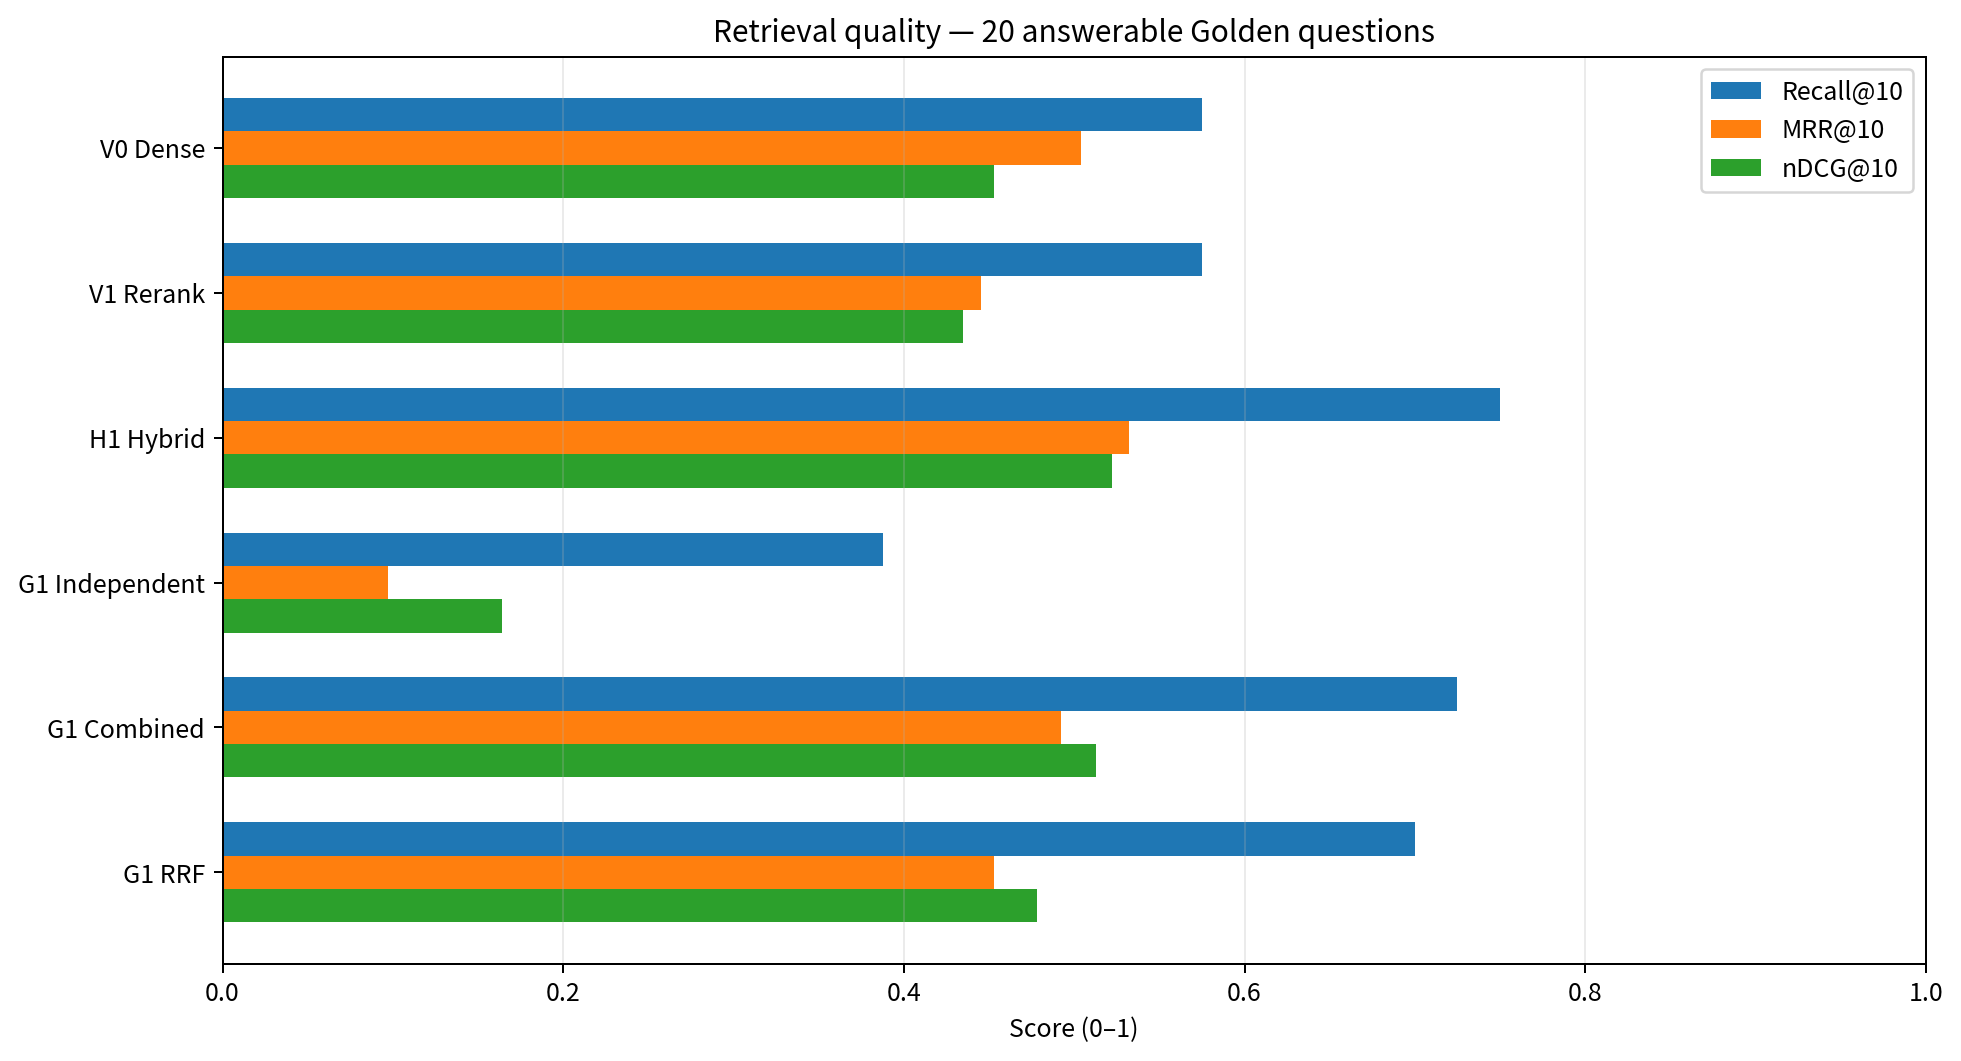 Retrieval quality — 20 answerable Golden questions
Recall@10
MRR@10
nDCG@10
V0 Dense
V1 Rerank
H1 Hybrid
G1 Independent
G1 Combined
G1 RRF
0.0 0.2 0.4 0.6 0.8 1.0
Score (0–1)